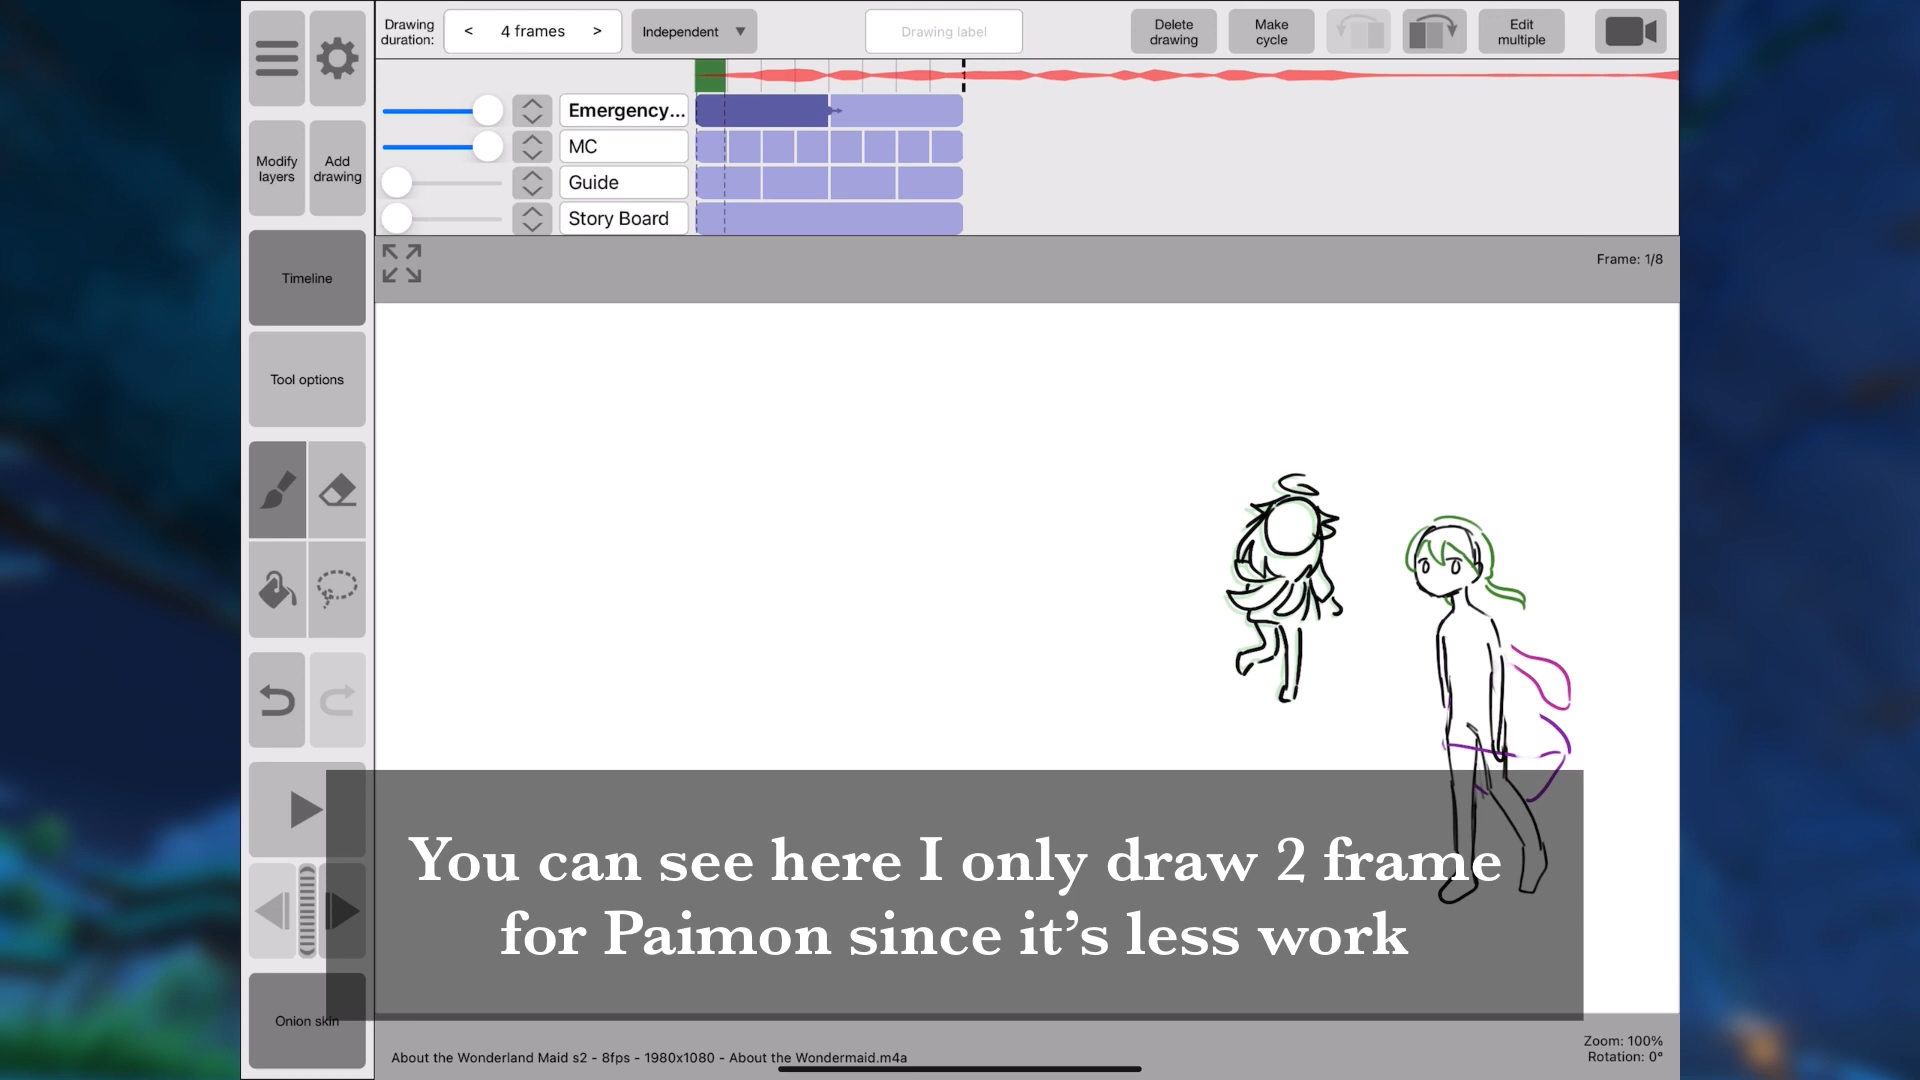 Drawing
duration:
< 4 frames >
Independent
Drawing label
Delete
drawing
Make
cycle
Edit
multiple
Emergency...
MC
Guide
Story Board
Modify
layers
Add
drawing
Frame: 1/8
Timeline
Tool options
You can see here I only draw 2 frame
for Paimon since it’s less work
Onion skin
About the Wonderland Maid s2 - 8fps - 1980x1080 - About the Wondermaid.m4a
Zoom: 100%
Rotation: 0°